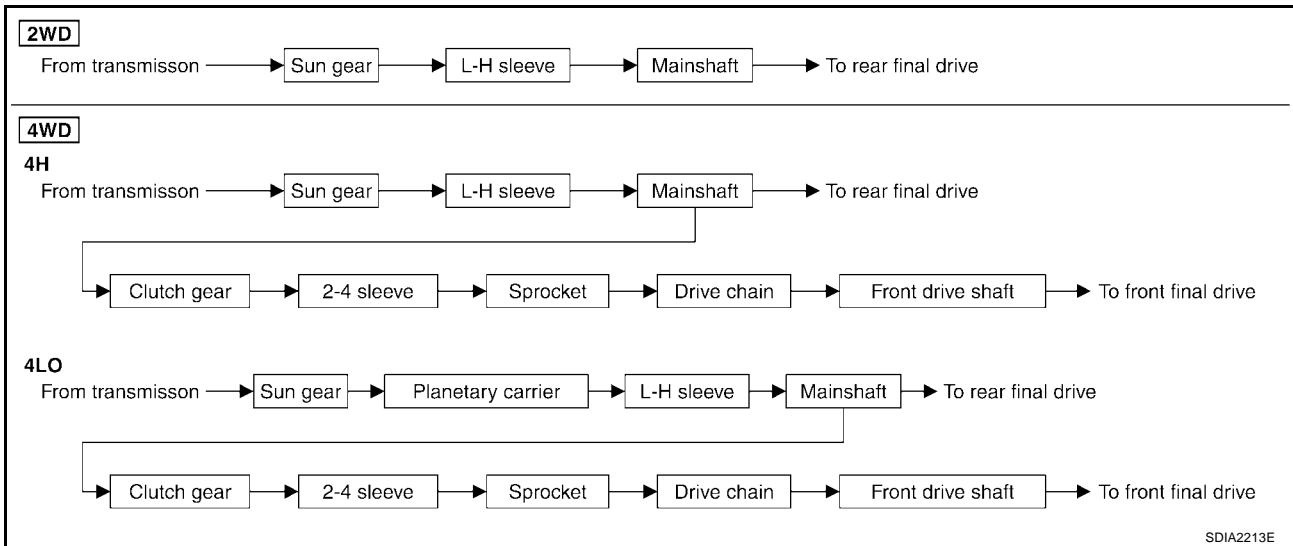 2WD
From transmisson Sun gear L-H sleeve Mainshaft To rear final drive
4WD
4H
From transmisson Sun gear L-H sleeve Mainshaft To rear final drive
Clutch gear 2-4 sleeve Sprocket Drive chain Front drive shaft To front final drive
4LO
From transmisson Sun gear Planetary carrier L-H sleeve Mainshaft To rear final drive
Clutch gear 2-4 sleeve Sprocket Drive chain Front drive shaft To front final drive
SDIA2213E